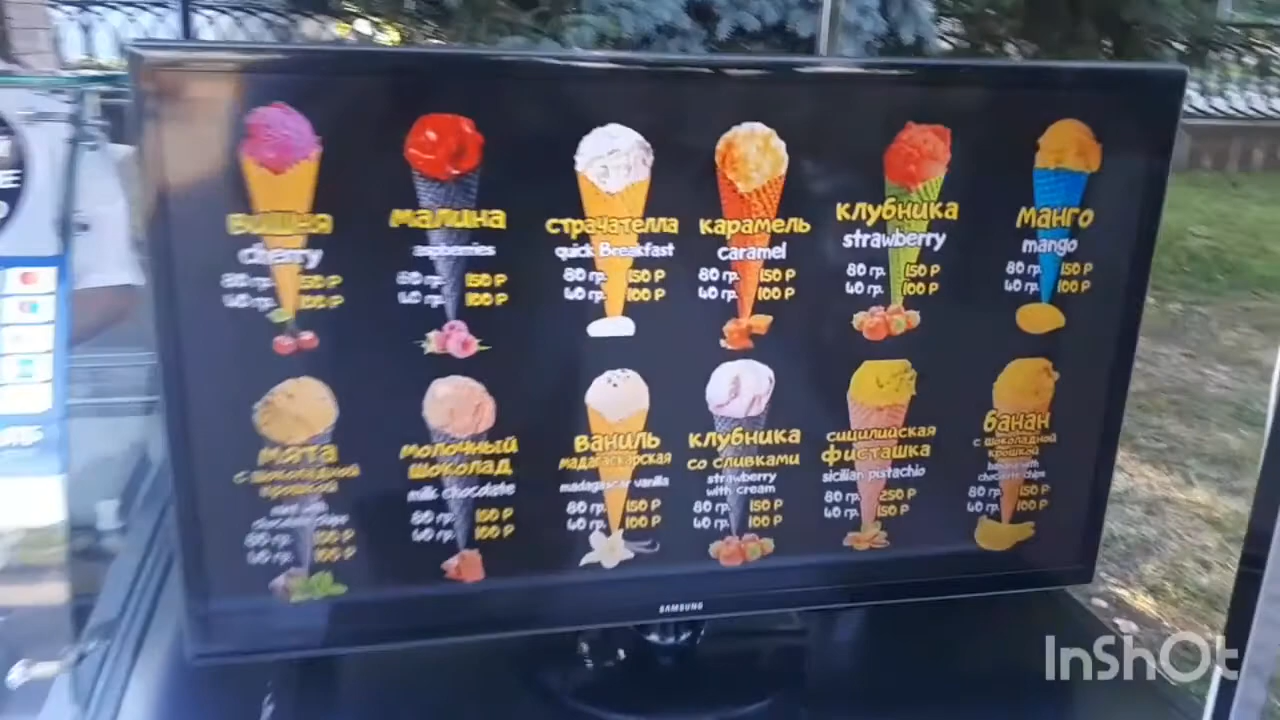 вишня
cherry
80 гр. 150 Р
40 гр. 100 Р
малина
aspberries
80 гр. 150 Р
40 гр. 100 Р
страчателла
quick Breakfast
80 гр. 150 Р
40 гр. 100 Р
карамель
caramel
80 гр. 150 Р
40 гр. 100 Р
клубника
strawberry
80 гр. 150 Р
40 гр. 100 Р
манго
mango
80 гр. 150 Р
40 гр. 100 Р
мята
с шоколадной
крошкой
80 гр.
40 гр. 100 Р
молочный
шоколад
milk chocolate
80 гр. 150 Р
40 гр. 100 Р
ваниль
мадагаскарская
madagascar vanilla
80 гр. 150 Р
40 гр. 100 Р
клубника
со сливками
strawberry
with cream
80 гр. 150 Р
40 гр. 100 Р
сицилийская
фисташка
sicilian pistachio
80 гр. 250 Р
40 гр. 150 Р
банан
с шоколадной
крошкой
banana with
chocolate chips
80 гр. 150 Р
40 гр. 100 Р
SAMSUNG
InShOt